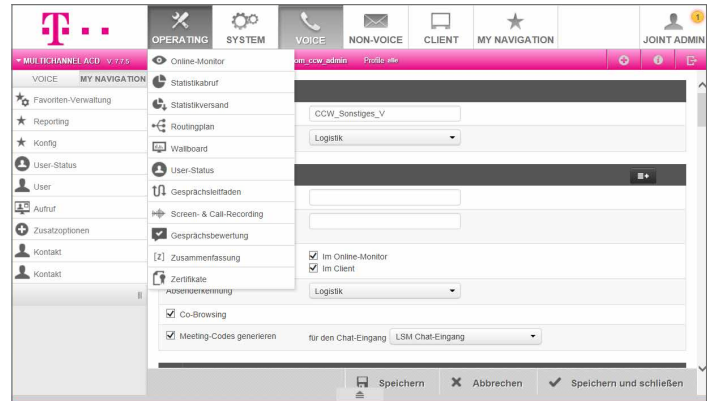 T
OPERATING
SYSTEM
VOICE
NON-VOICE
CLIENT
MY NAVIGATION
1
JOINT ADMIN
MULTICHANNEL ACD V. 7.7.5
om_ccw_admin Profile alle
VOICE
MY NAVIGATION
Favoriten-Verwaltung
Reporting
Konfig
User-Status
User
Aufruf
Zusatzoptionen
Kontakt
Kontakt
Online-Monitor
Statistikabruf
Statistikversand
Routingplan
Wallboard
User-Status
Gesprächsleitfaden
Screen- & Call-Recording
Gesprächsbewertung
[z] Zusammenfassung
Zertifikate
CCW_Sonstiges_V
Logistik
Im Online-Monitor
Im Client
Absenderkennung
Logistik
Co-Browsing
Meeting-Codes generieren
für den Chat-Eingang
LSM Chat-Eingang
Speichern
Abbrechen
Speichern und schließen